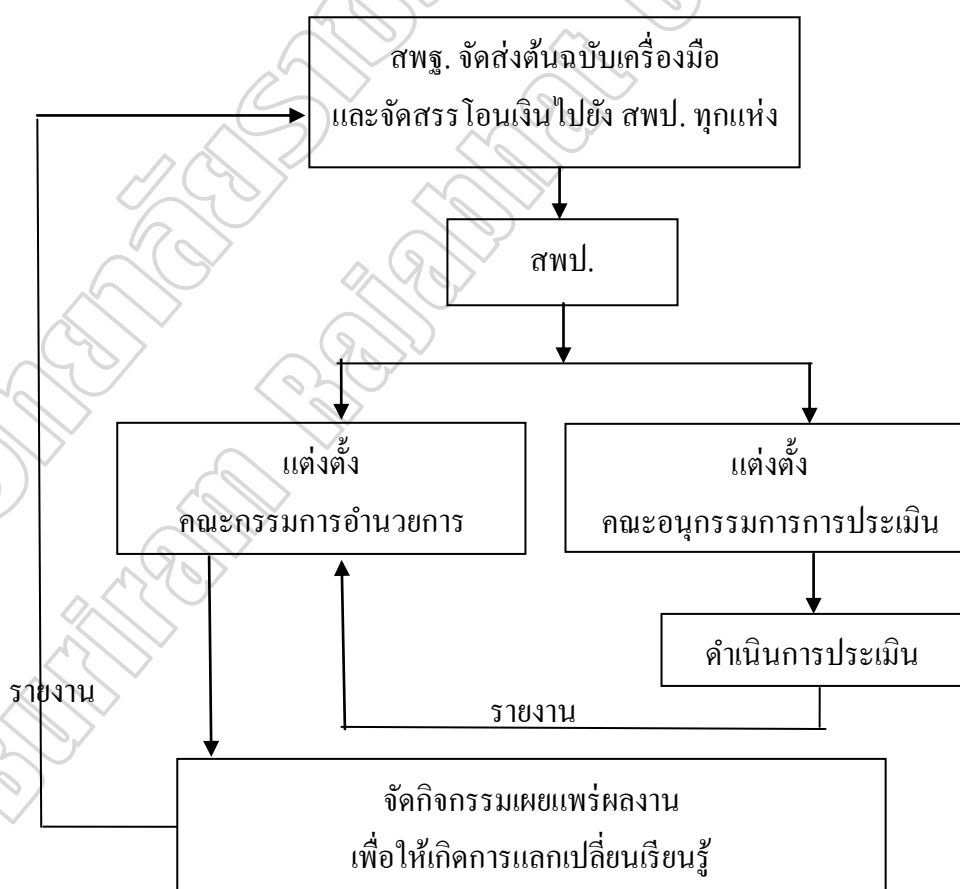 สพฐ. จัดส่งต้นฉบับเครื่องมือ
และจัดสรรโอนเงินไปยัง สพป. ทุกแห่ง
สพป.
แต่งตั้ง
คณะกรรมการอำนวยการ
แต่งตั้ง
คณะอนุกรรมการการประเมิน
ดำเนินการประเมิน
รายงาน
รายงาน
จัดกิจกรรมเผยแพร่ผลงาน
เพื่อให้เกิดการแลกเปลี่ยนเรียนรู้
Buriram Rajabhat